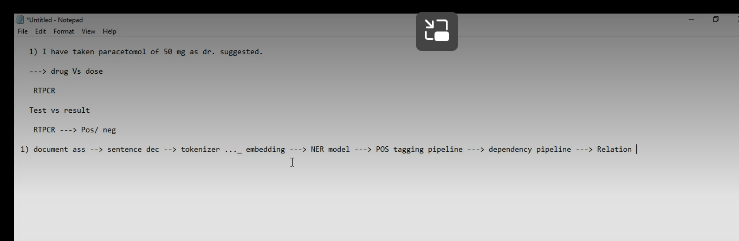 *Untitled - Notepad
File Edit Format View Help
1) I have taken paracetomol of 50 mg as dr. suggested.
---> drug Vs dose
RTPCR
Test vs result
RTPCR ---> Pos/ neg
1) document ass --> sentence dec --> tokenizer ..._ embedding ---> NER model ---> POS tagging pipeline ---> dependency pipeline ---> Relation